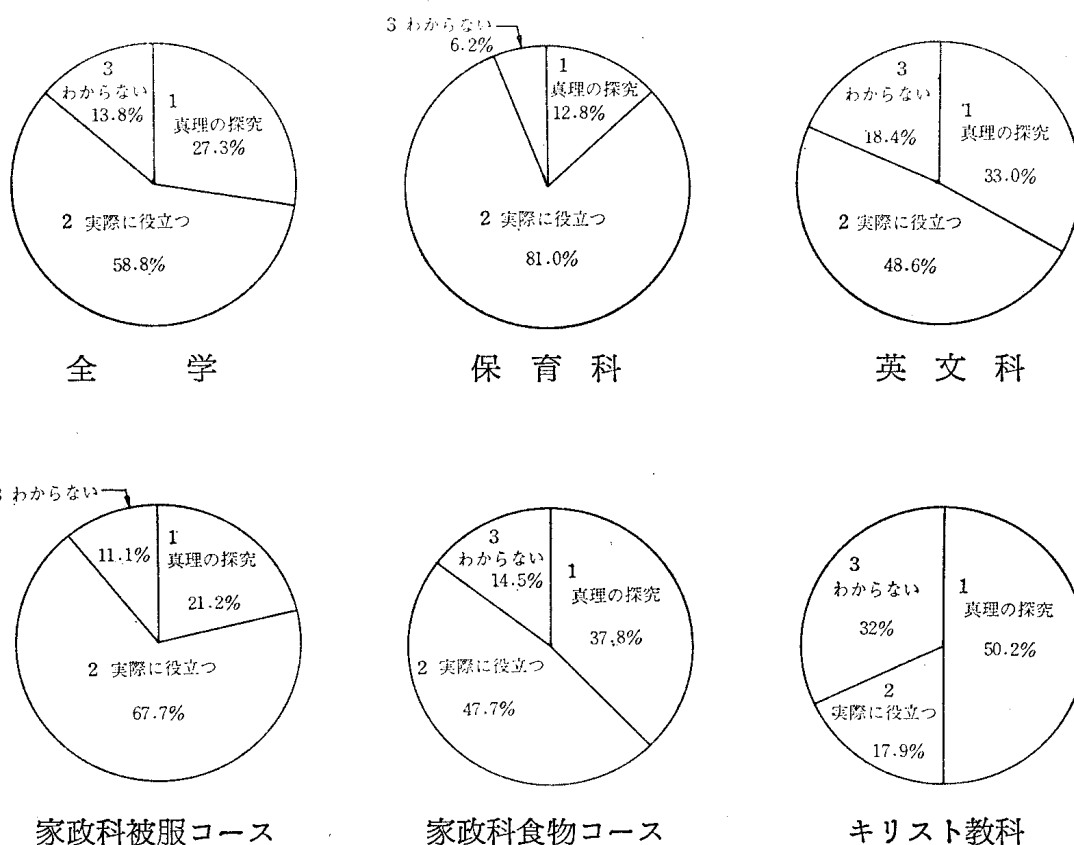 3
わからない
13.8%
1
真理の探究
27.3%
2 実際に役立つ
58.8%
全 学
3 わからない
6.2%
1
真理の探究
12.8%
2 実際に役立つ
81.0%
保 育 科
3
わからない
18.4%
1
真理の探究
33.0%
2 実際に役立つ
48.6%
英 文 科
3 わからない
11.1%
1
真理の探究
21.2%
2 実際に役立つ
67.7%
家政科被服コース
3
わからない
14.5%
1
真理の探究
37.8%
2 実際に役立つ
47.7%
家政科食物コース
3
わからない
32%
1
真理の探究
50.2%
2
実際に役立つ
17.9%
キリスト教科